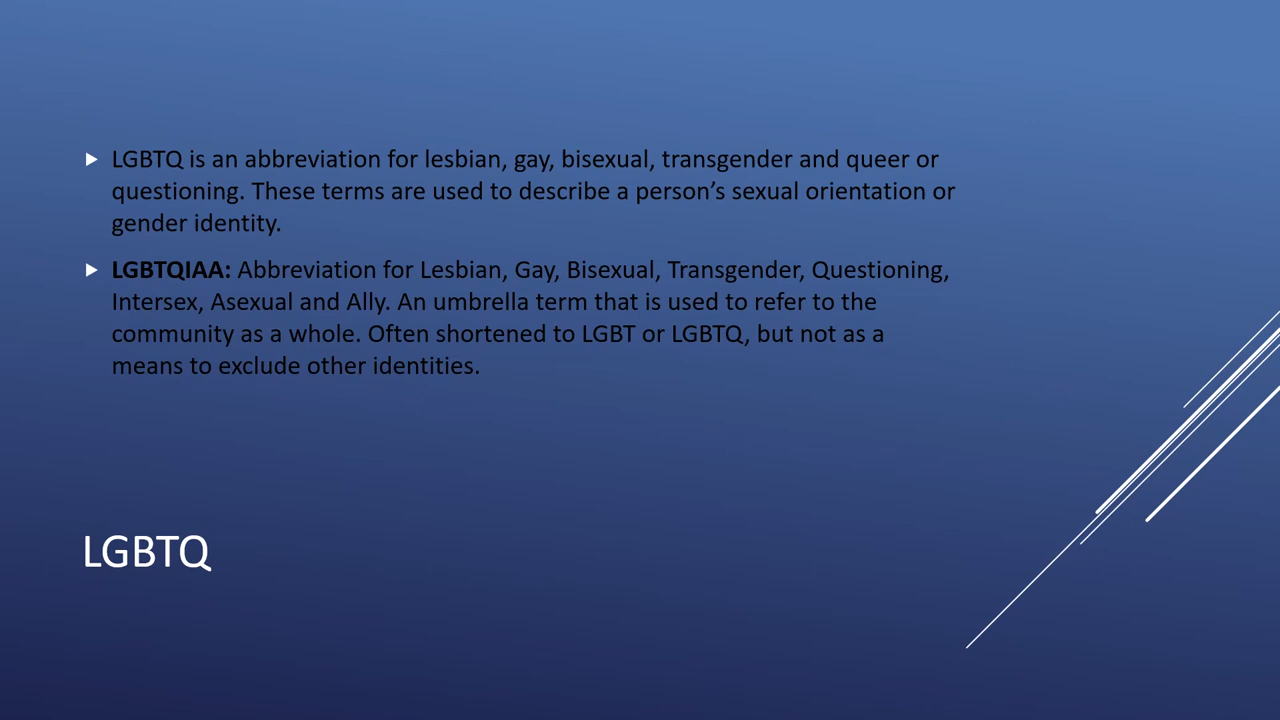 LGBTQ is an abbreviation for lesbian, gay, bisexual, transgender and queer or
questioning. These terms are used to describe a person’s sexual orientation or
gender identity.
LGBTQIAA: Abbreviation for Lesbian, Gay, Bisexual, Transgender, Questioning,
Intersex, Asexual and Ally. An umbrella term that is used to refer to the
community as a whole. Often shortened to LGBT or LGBTQ, but not as a
means to exclude other identities.
LGBTQ